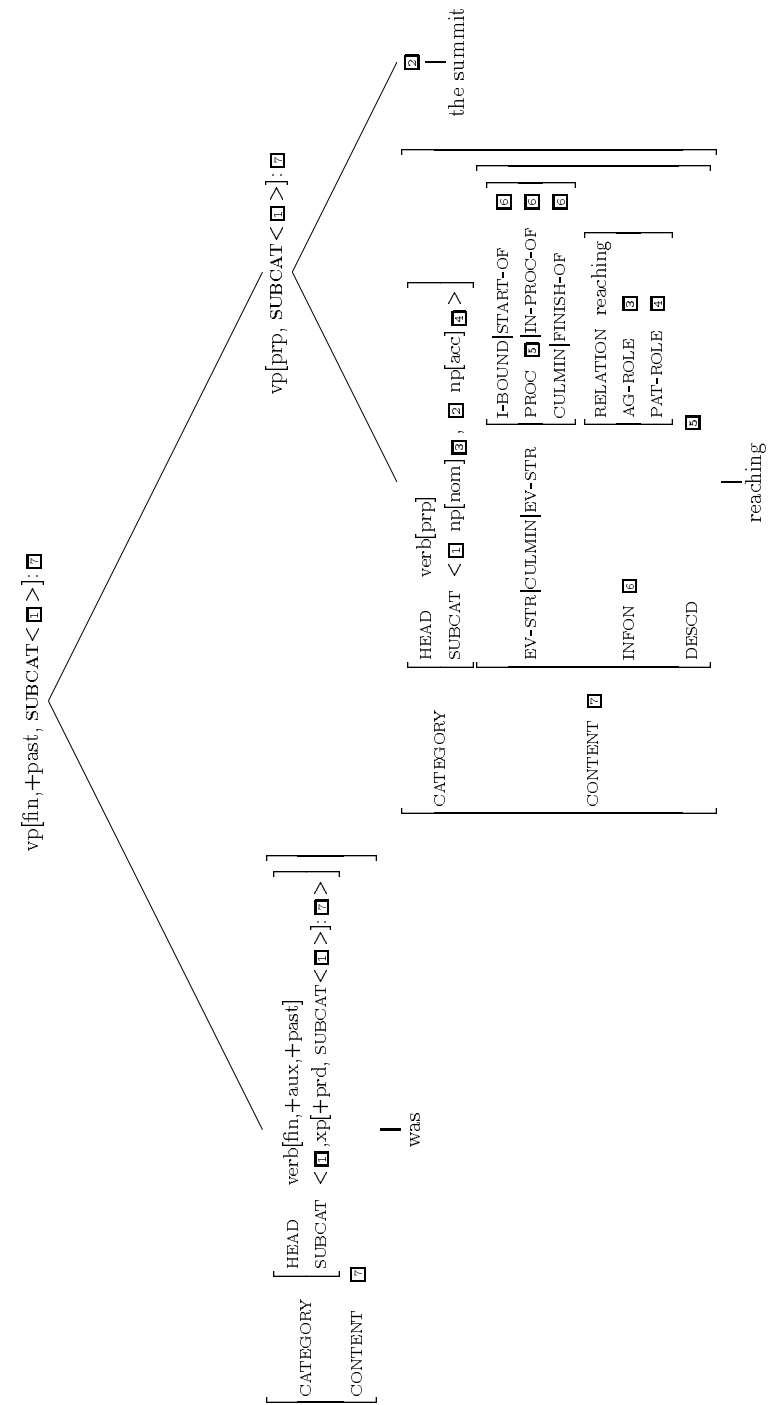 vp[fin,+past, SUBCAT< 1 >]: 7
vp[prp, SUBCAT< 1 >]: 7
CATEGORY
HEAD verb[fin,+aux,+past]
SUBCAT < 1 ,xp[+prd, SUBCAT< 1 >]: 7 >
CONTENT 7
was
CATEGORY
HEAD verb[prp]
SUBCAT < 1 np[nom] 3 , 2 np[acc] 4 >
CONTENT 7
EV-STR|CULMIN|EV-STR
I-BOUND|START-OF 6
PROC 5 |IN-PROC-OF 6
CULMIN|FINISH-OF 6
INFON 6
RELATION reaching
AG-ROLE 3
PAT-ROLE 4
DESCD 5
reaching
2
the summit